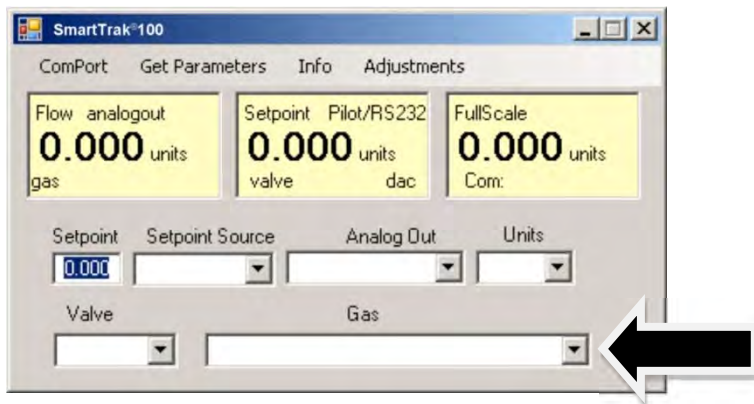 SmartTrak®100
ComPort Get Parameters Info Adjustments
Flow analogout
0.000 units
gas
Setpoint Pilot/RS232
0.000 units
valve dac
FullScale
0.000 units
Com:
Setpoint Setpoint Source Analog Out Units
0.000
Valve Gas